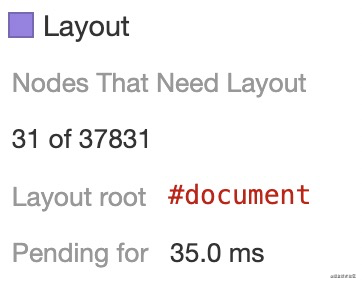 Layout
Nodes That Need Layout
31 of 37831
Layout root #document
Pending for 35.0 ms